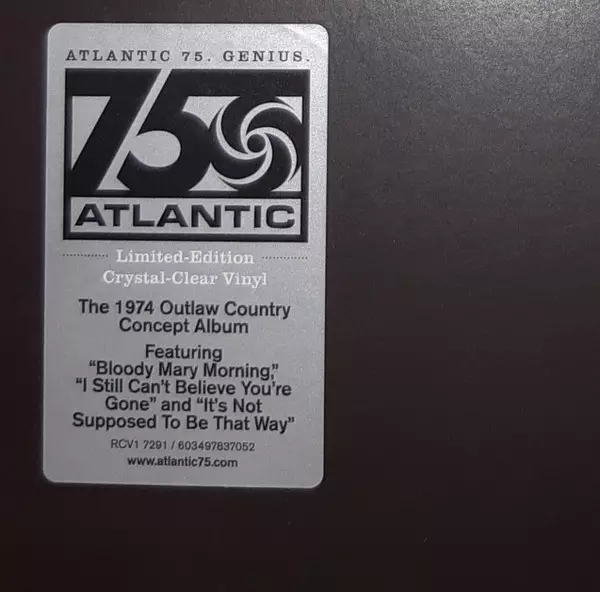 ATLANTIC 75. GENIUS.
75
ATLANTIC
Limited-Edition
Crystal-Clear Vinyl
The 1974 Outlaw Country
Concept Album
Featuring
“Bloody Mary Morning,”
“I Still Can’t Believe You’re
Gone” and “It’s Not
Supposed To Be That Way”
RCV1 7291 / 603497837052
www.atlantic75.com